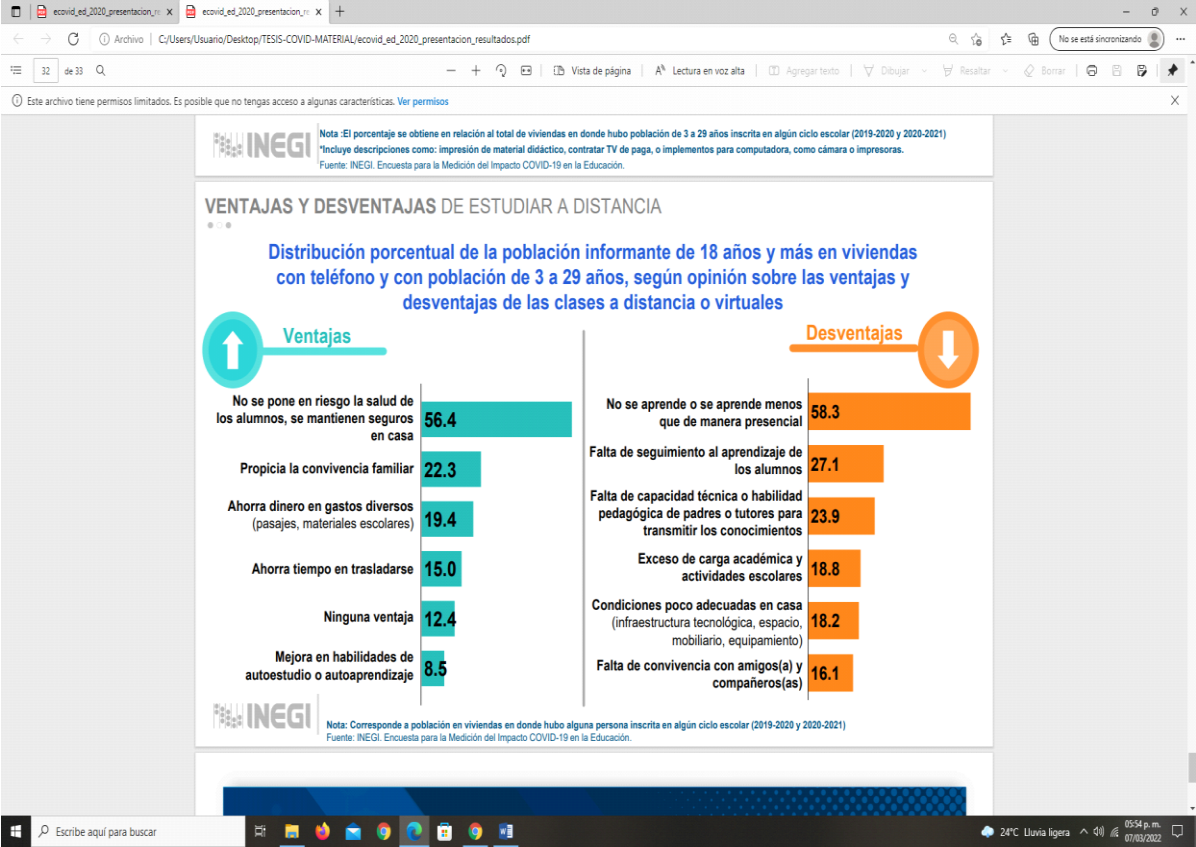 ecovid_ed_2020_presentacion_re
ecovid_ed_2020_presentacion_re
Archivo
C:/Users/Usuario/Desktop/TESIS-COVID-MATERIAL/ecovid_ed_2020_presentacion_resultados.pdf
No se está sincronizando
32 de 33
Vista de página
Lectura en voz alta
Agregar texto
Dibujar
Resaltar
Borrar
Este archivo tiene permisos limitados. Es posible que no tengas acceso a algunas características. Ver permisos
INEGI
Nota :El porcentaje se obtiene en relación al total de viviendas en donde hubo población de 3 a 29 años inscrita en algún ciclo escolar (2019-2020 y 2020-2021)
*Incluye descripciones como: impresión de material didáctico, contratar TV de paga, o implementos para computadora, como cámara o impresoras.
Fuente: INEGI. Encuesta para la Medición del Impacto COVID-19 en la Educación.
VENTAJAS Y DESVENTAJAS DE ESTUDIAR A DISTANCIA
Distribución porcentual de la población informante de 18 años y más en viviendas
con teléfono y con población de 3 a 29 años, según opinión sobre las ventajas y
desventajas de las clases a distancia o virtuales
Ventajas
No se pone en riesgo la salud de
los alumnos, se mantienen seguros
en casa
56.4
Propicia la convivencia familiar
22.3
Ahorra dinero en gastos diversos
(pasajes, materiales escolares)
19.4
Ahorra tiempo en trasladarse
15.0
Ninguna ventaja
12.4
Mejora en habilidades de
autoestudio o autoaprendizaje
8.5
Desventajas
No se aprende o se aprende menos
que de manera presencial
58.3
Falta de seguimiento al aprendizaje de
los alumnos
27.1
Falta de capacidad técnica o habilidad
pedagógica de padres o tutores para
transmitir los conocimientos
23.9
Exceso de carga académica y
actividades escolares
18.8
Condiciones poco adecuadas en casa
(infraestructura tecnológica, espacio,
mobiliario, equipamiento)
18.2
Falta de convivencia con amigos(a) y
compañeros(as)
16.1
INEGI
Nota: Corresponde a población en viviendas en donde hubo alguna persona inscrita en algún ciclo escolar (2019-2020 y 2020-2021)
Fuente: INEGI. Encuesta para la Medición del Impacto COVID-19 en la Educación.
Escribe aquí para buscar
24°C Lluvia ligera
05:54 p. m.
07/03/2022